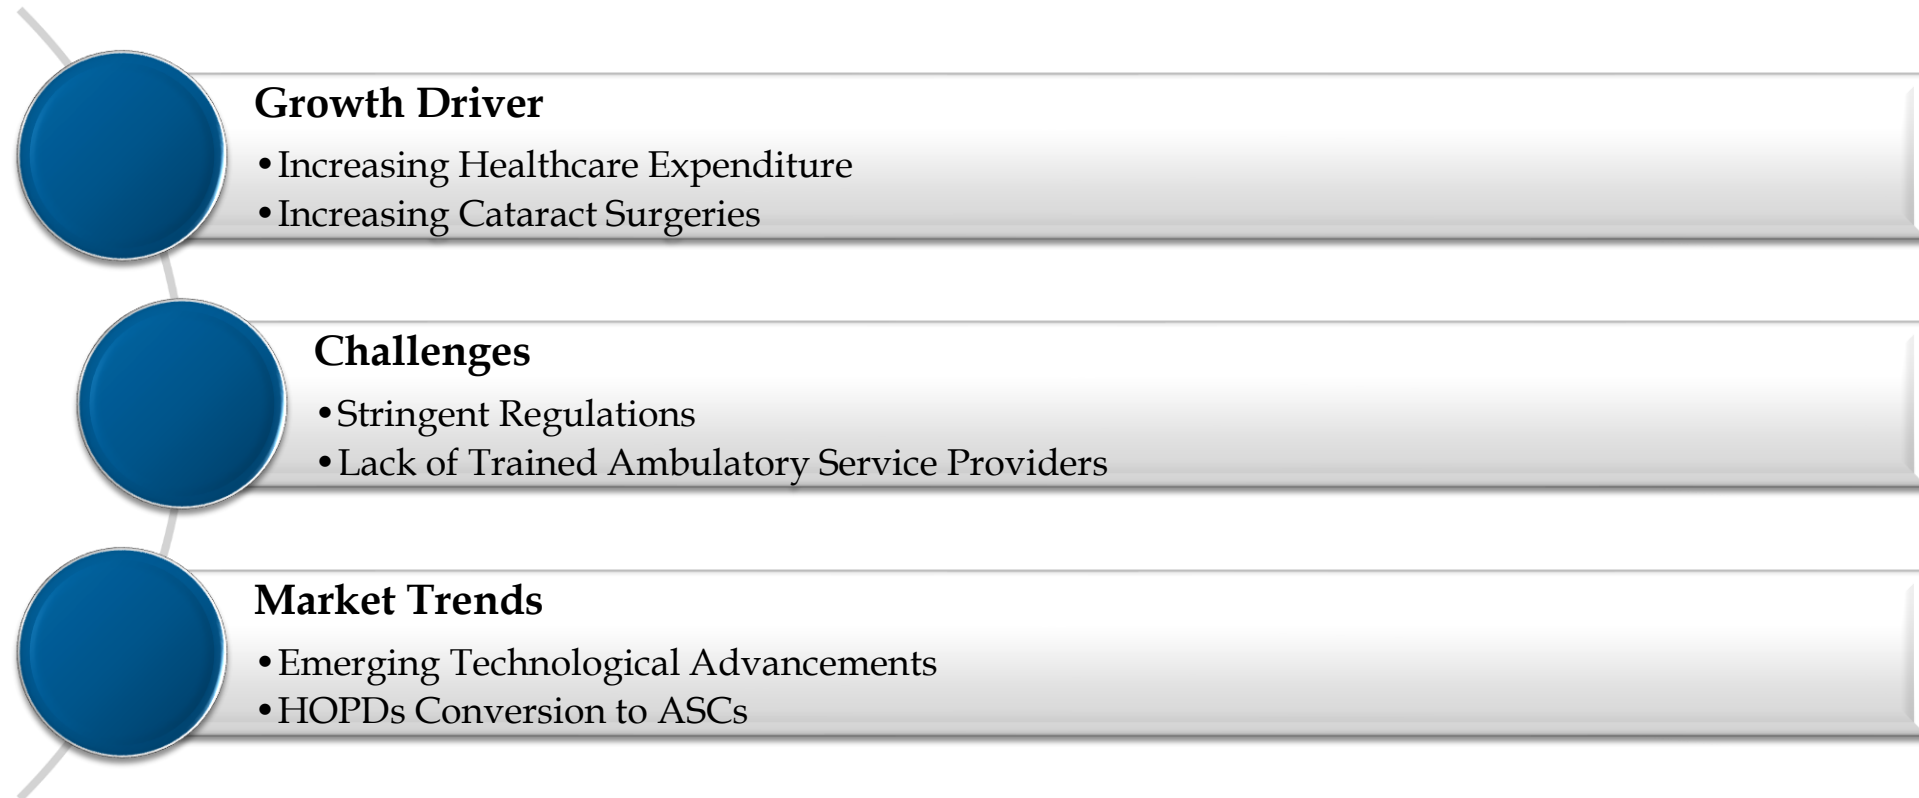 Growth Driver
•Increasing Healthcare Expenditure
•Increasing Cataract Surgeries
Challenges
•Stringent Regulations
•Lack of Trained Ambulatory Service Providers
Market Trends
•Emerging Technological Advancements
•HOPDs Conversion to ASCs